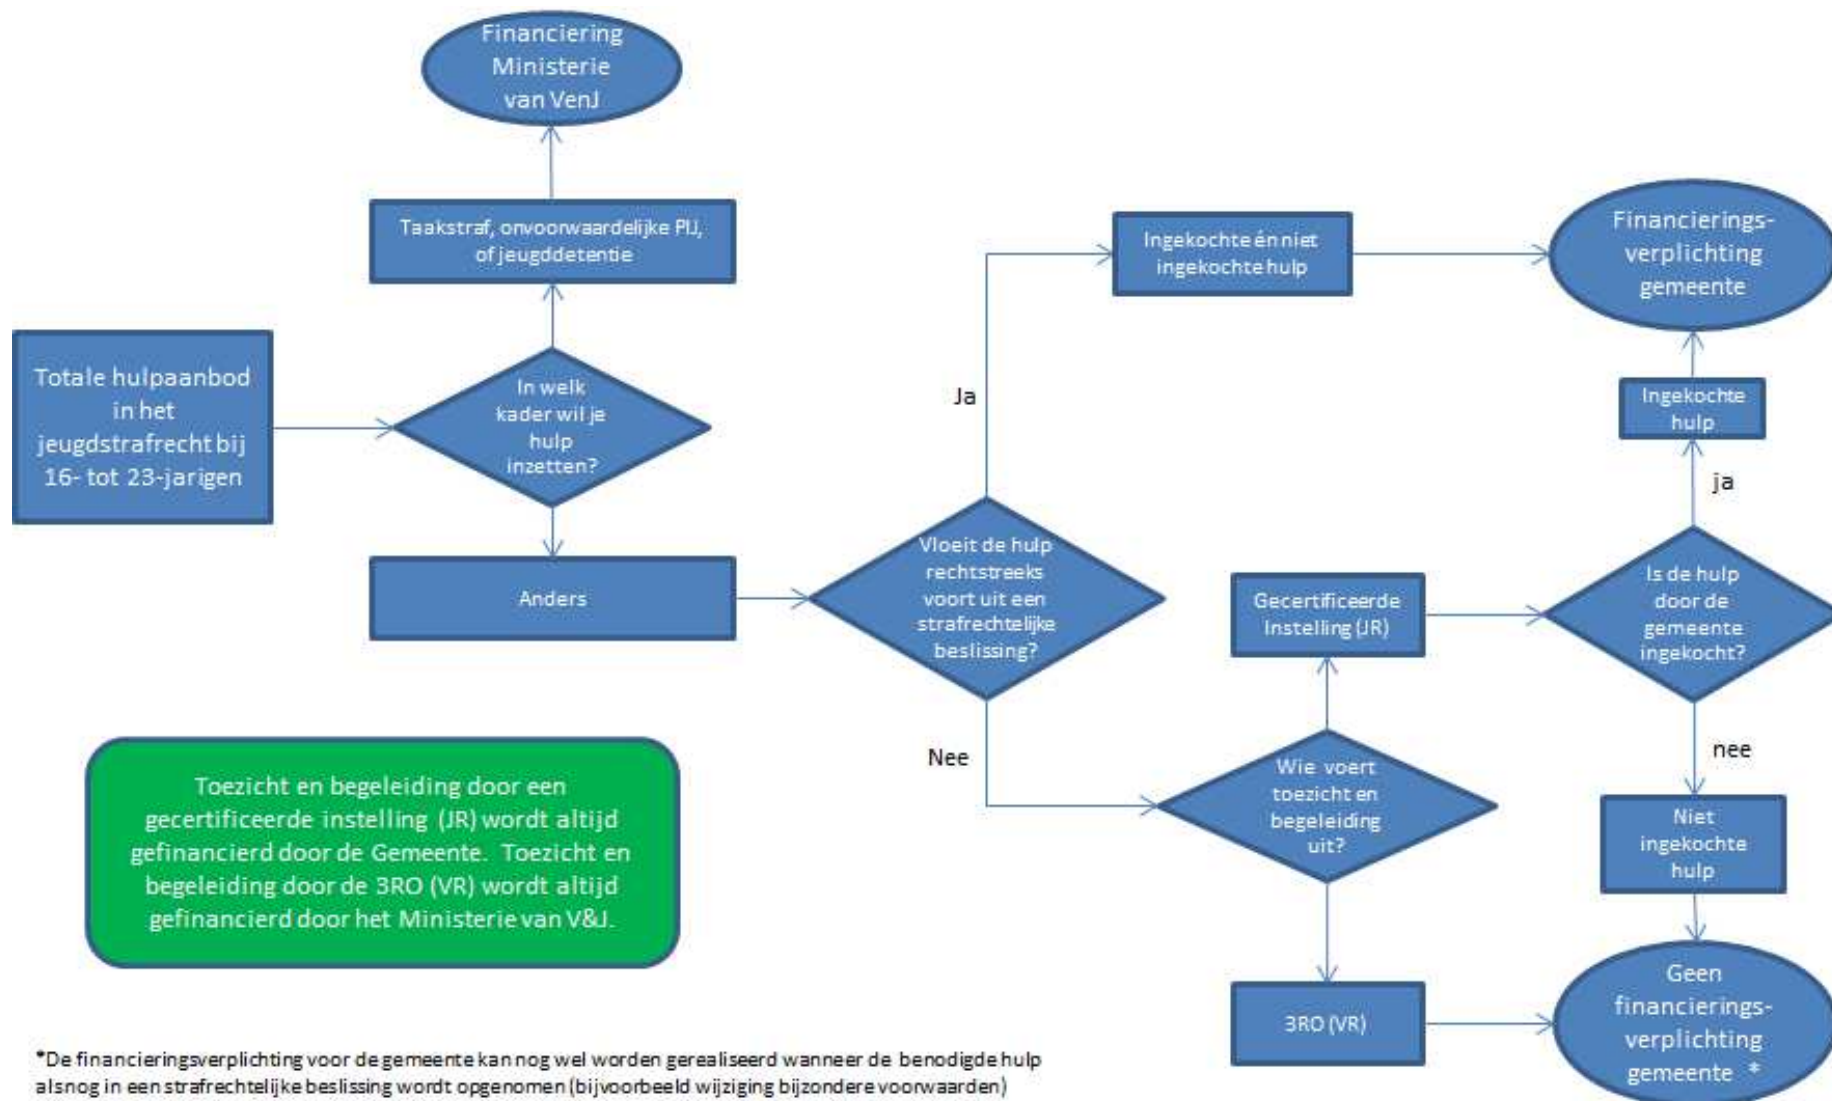 Financiering
Ministerie
van VenJ
Taakstraf, onvoorwaardelijke PIJ,
of jeugddetentie
Totale hulpaanbod
in het
jeugdstrafrecht bij
16- tot 23-jarigen
In welk
kader wil je
hulp
inzetten?
Anders
Vloeit de hulp
rechtstreeks
voort uit een
strafrechtelijke
beslissing?
Ja
Ingekochte én niet
ingekochte hulp
Financierings-
verplichting
gemeente
Ingekochte
hulp
ja
Is de hulp
door de
gemeente
ingekocht?
Gecertificeerde
Instelling (JR)
Nee
Wie voert
toezicht en
begeleiding
uit?
nee
Niet
ingekochte
hulp
3RO (VR)
Geen
financierings-
verplichting
gemeente *
Toezicht en begeleiding door een
gecertificeerde instelling (JR) wordt altijd
gefinancierd door de Gemeente. Toezicht en
begeleiding door de 3RO (VR) wordt altijd
gefinancierd door het Ministerie van V&J.
*De financieringsverplichting voor de gemeente kan nog wel worden gerealiseerd wanneer de benodigde hulp
alsnog in een strafrechtelijke beslissing wordt opgenomen (bijvoorbeeld wijziging bijzondere voorwaarden)